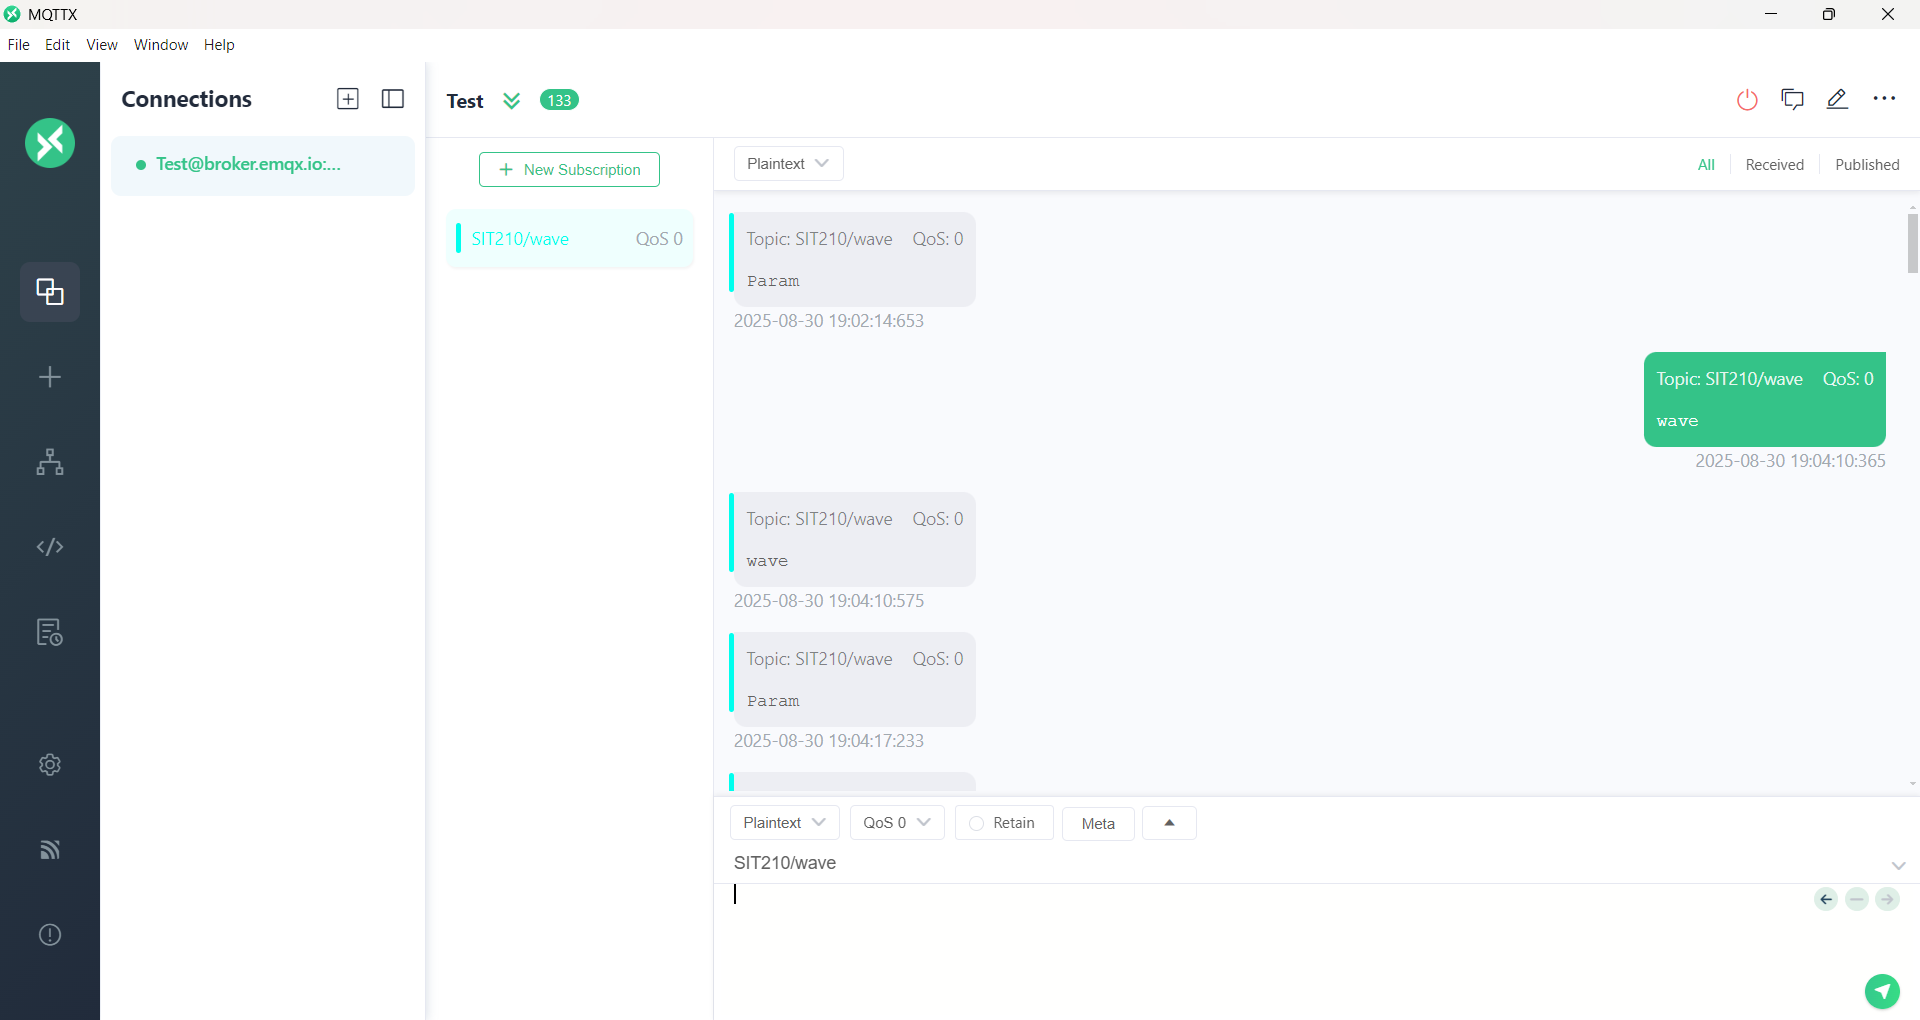 MQTTX
File Edit View Window Help
Connections
Test@broker.emqx.io:...
Test 133
New Subscription
SIT210/wave QoS 0
Plaintext
All Received Published
Topic: SIT210/wave QoS: 0
Param
2025-08-30 19:02:14:653
Topic: SIT210/wave QoS: 0
wave
2025-08-30 19:04:10:365
Topic: SIT210/wave QoS: 0
wave
2025-08-30 19:04:10:575
Topic: SIT210/wave QoS: 0
Param
2025-08-30 19:04:17:233
Plaintext QoS 0 Retain Meta
SIT210/wave